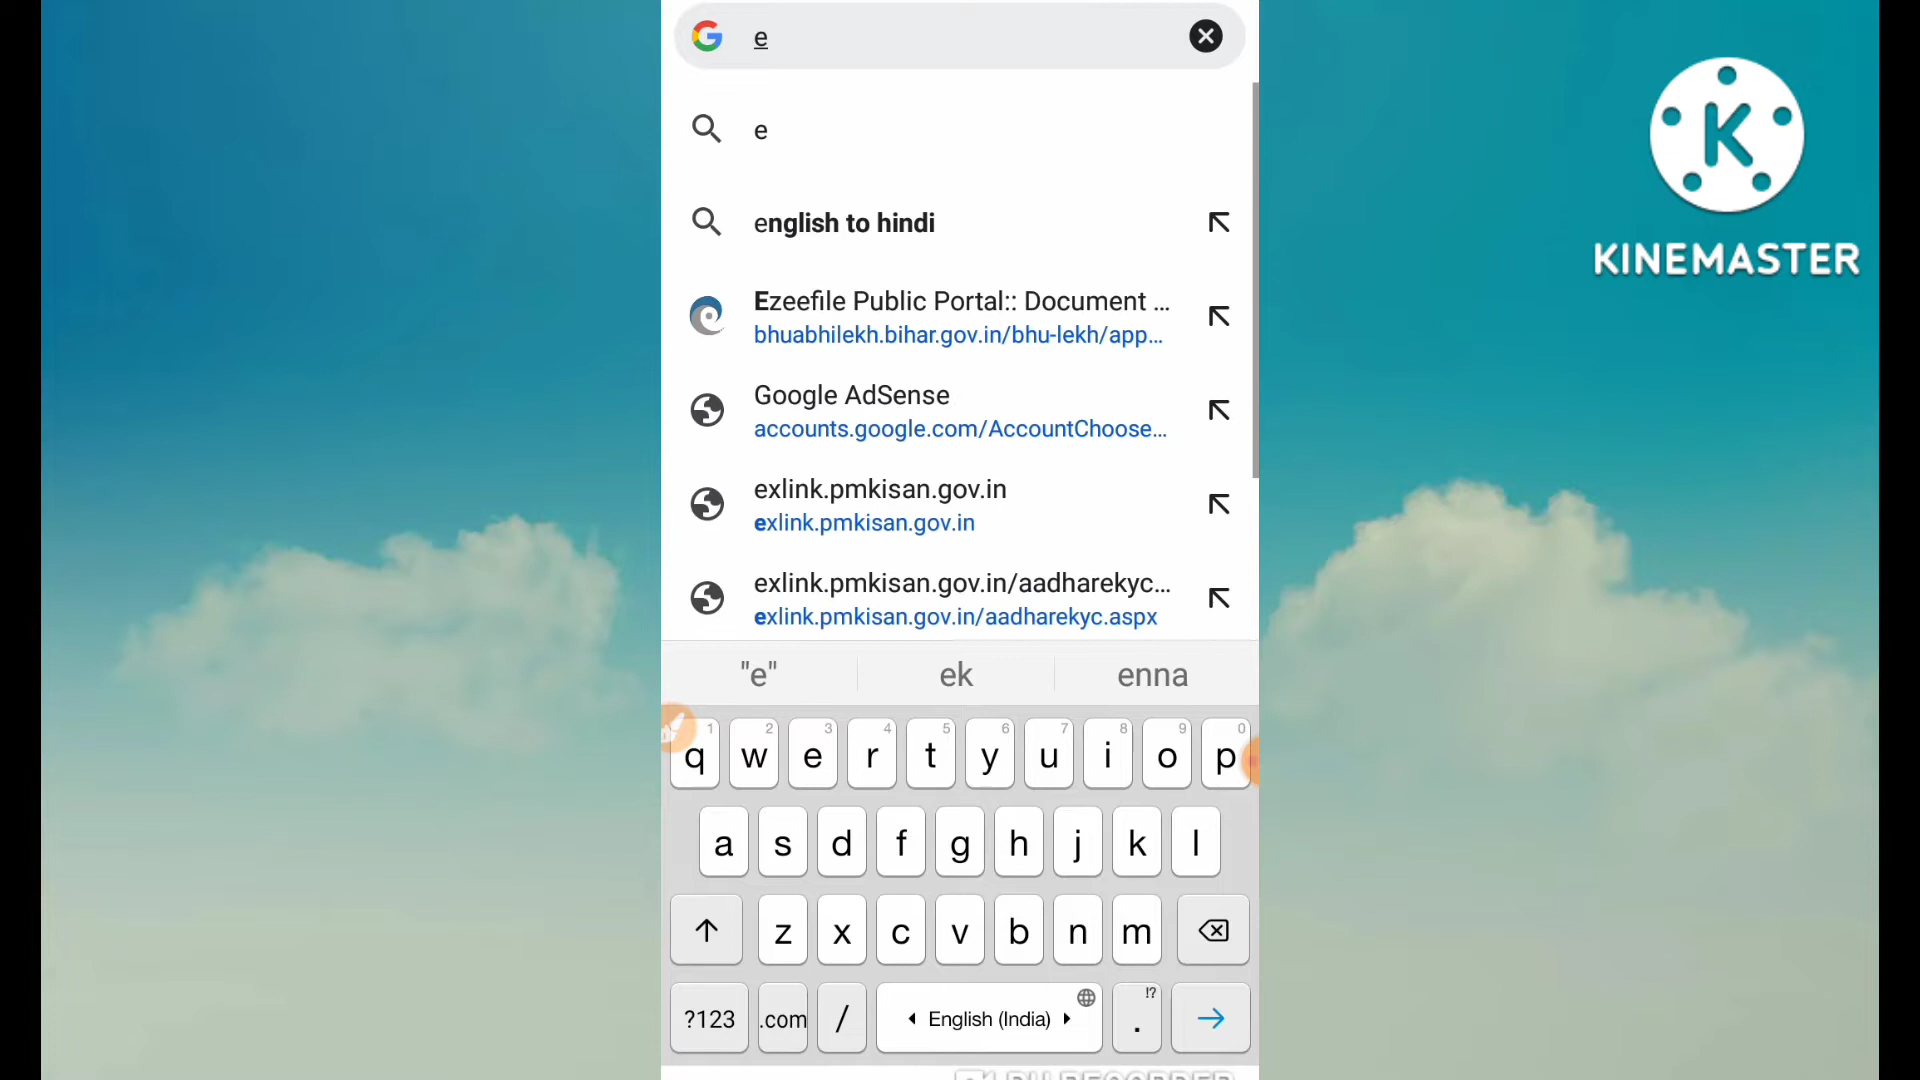 e
e
english to hindi
Ezeefile Public Portal:: Document ...
bhuabhilekh.bihar.gov.in/bhu-lekh/app...
Google AdSense
accounts.google.com/AccountChoose...
exlink.pmkisan.gov.in
exlink.pmkisan.gov.in
exlink.pmkisan.gov.in/aadharekyc...
exlink.pmkisan.gov.in/aadharekyc.aspx
"e" ek enna
1 2 3 4 5 6 7 8 9 0
q w e r t y u i o p
a s d f g h j k l
z x c v b n m
!?
?123 .com / English (India) .
K
KINEMASTER